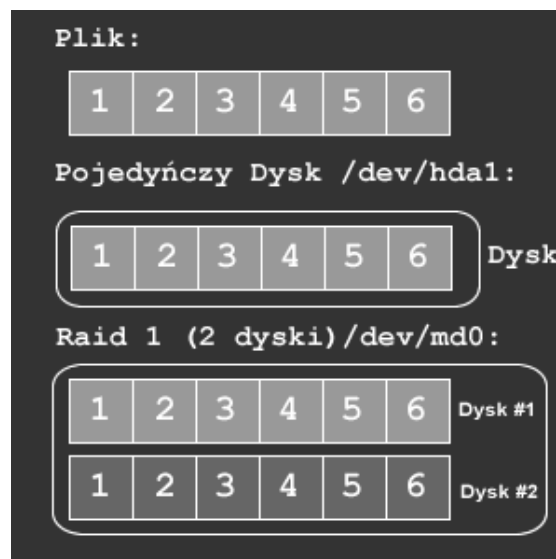 Plik:
1 2 3 4 5 6
Pojedyńczy Dysk /dev/hda1:
1 2 3 4 5 6 Dysk
Raid 1 (2 dyski)/dev/md0:
1 2 3 4 5 6 Dysk #1
1 2 3 4 5 6 Dysk #2